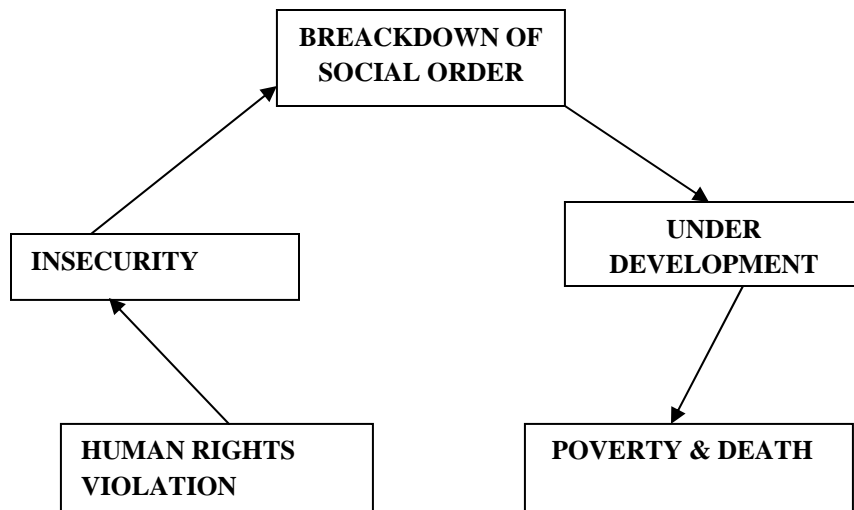 BREACKDOWN OF
SOCIAL ORDER
INSECURITY
UNDER
DEVELOPMENT
HUMAN RIGHTS
VIOLATION
POVERTY & DEATH